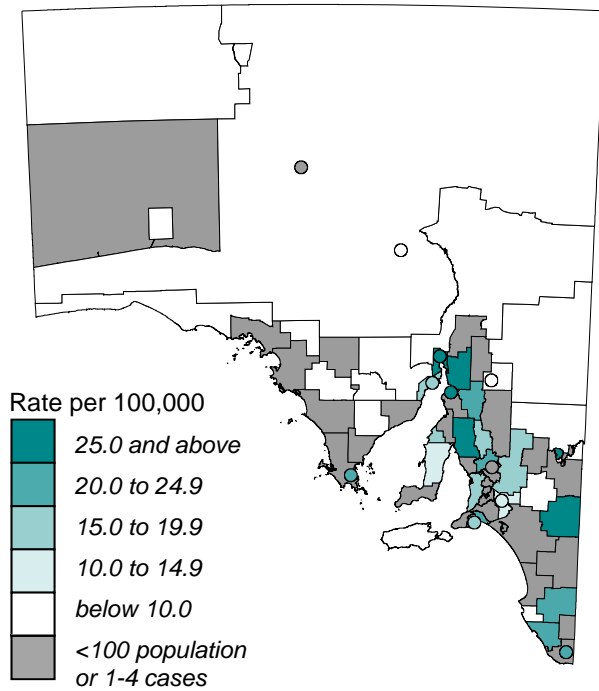 Rate per 100,000
25.0 and above
20.0 to 24.9
15.0 to 19.9
10.0 to 14.9
below 10.0
<100 population
or 1-4 cases